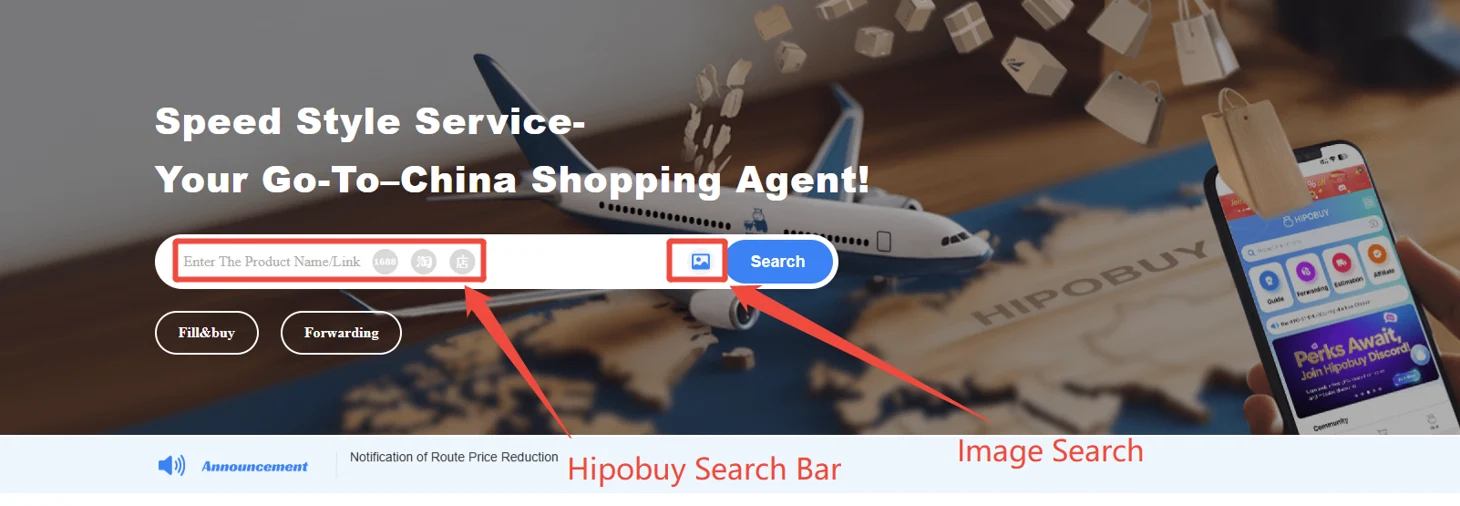 Speed Style Service-
Your Go-To–China Shopping Agent!
Enter The Product Name/Link 1688 淘 店
Search
Fill&buy Forwarding
HIPOBUY
HIPOBUY
Guide Forwarding Estimation Affiliate
Perks Await,
Join Hipobuy Discord!
Community
Announcement Notification of Route Price Reduction
Hipobuy Search Bar
Image Search